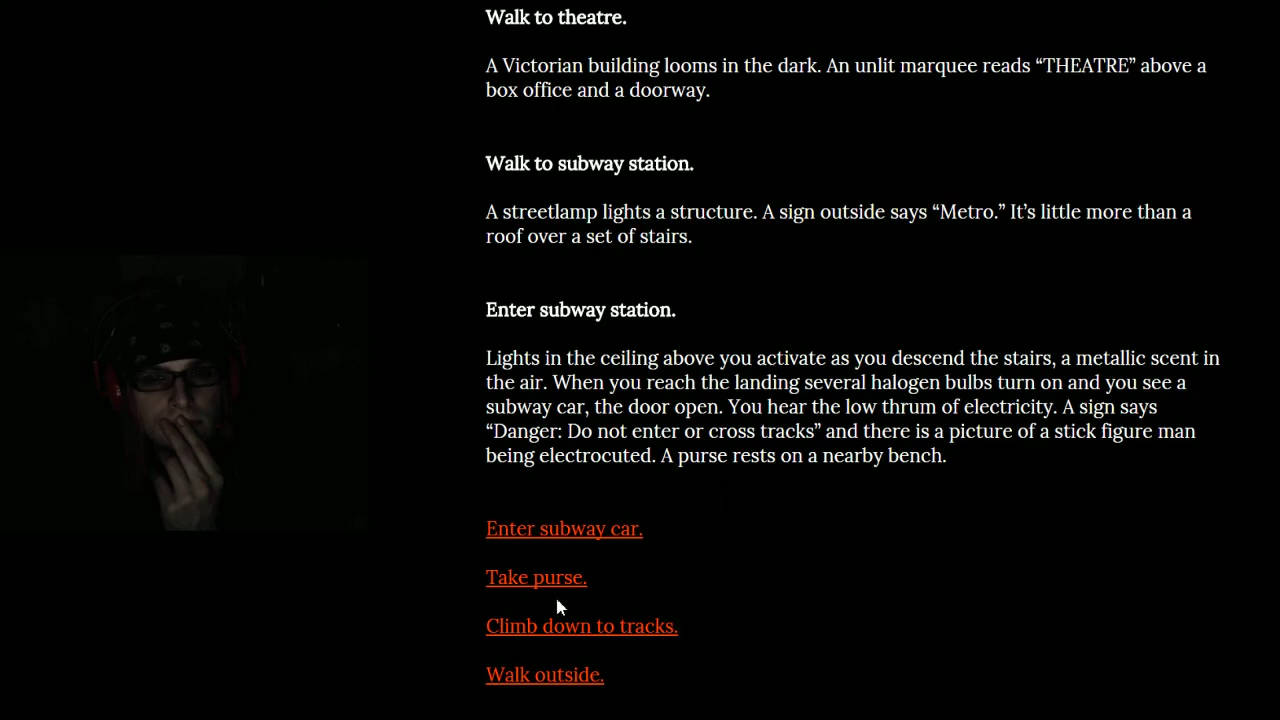 Walk to theatre.
A Victorian building looms in the dark. An unlit marquee reads “THEATRE” above a
box office and a doorway.
Walk to subway station.
A streetlamp lights a structure. A sign outside says “Metro.” It’s little more than a
roof over a set of stairs.
Enter subway station.
Lights in the ceiling above you activate as you descend the stairs, a metallic scent in
the air. When you reach the landing several halogen bulbs turn on and you see a
subway car, the door open. You hear the low thrum of electricity. A sign says
“Danger: Do not enter or cross tracks” and there is a picture of a stick figure man
being electrocuted. A purse rests on a nearby bench.
Enter subway car.
Take purse.
Climb down to tracks.
Walk outside.